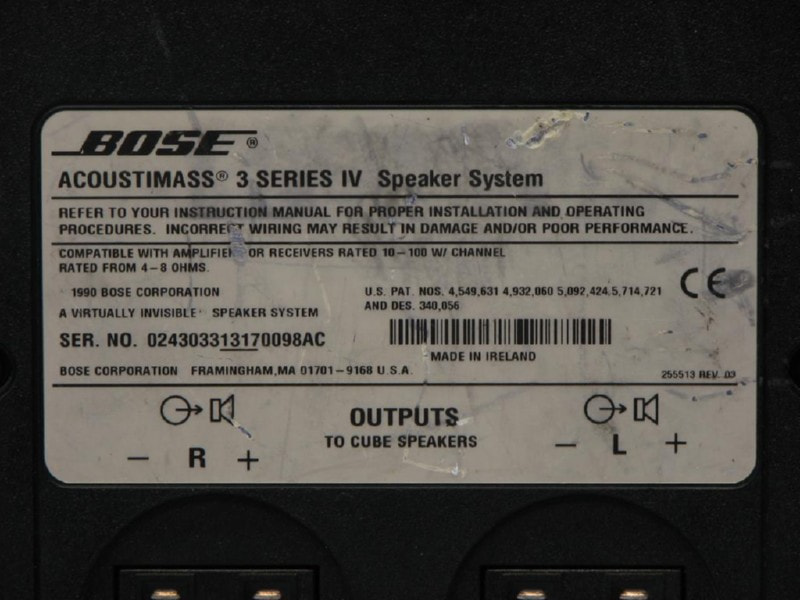 BOSE®
ACOUSTIMASS® 3 SERIES IV Speaker System
REFER TO YOUR INSTRUCTION MANUAL FOR PROPER INSTALLATION AND OPERATING
PROCEDURES. INCORRECT WIRING MAY RESULT IN DAMAGE AND/OR POOR PERFORMANCE.
COMPATIBLE WITH AMPLIFIER OR RECEIVERS RATED 10-100 W/ CHANNEL
RATED FROM 4-8 OHMS.
1990 BOSE CORPORATION
A VIRTUALLY INVISIBLE® SPEAKER SYSTEM
U.S. PAT. NOS. 4,549,631 4,932,060 5,092,424,5,714,721
AND DES. 340,056
CE
SER. NO. 024303313170098AC
MADE IN IRELAND
BOSE CORPORATION FRAMINGHAM,MA 01701-9168 U.S.A.
255513 REV. 03
OUTPUTS
TO CUBE SPEAKERS
- R +
- L +